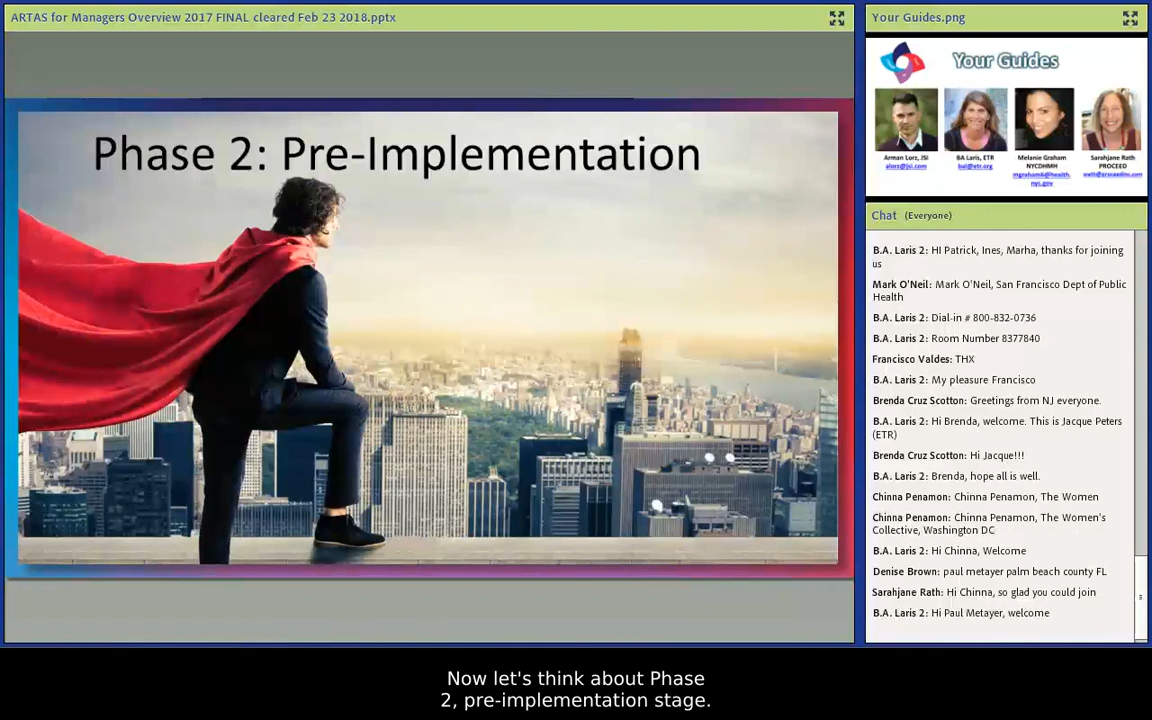 ARTAS for Managers Overview 2017 FINAL cleared Feb 23 2018.pptx
Phase 2: Pre-Implementation
Your Guides.png
Your Guides
Arman Lorz, JSI
alorz@jsi.com
BA Laris, ETR
bal@etr.org
Melanie Graham
NYCDHMH
mgraham6@health.
nyc.gov
Sarahjane Rath
PROCEED
Chat (Everyone)
B.A. Laris 2: HI Patrick, Ines, Marha, thanks for joining
us
Mark O'Neil: Mark O'Neil, San Francisco Dept of Public
Health
B.A. Laris 2: Dial-in # 800-832-0736
B.A. Laris 2: Room Number 8377840
Francisco Valdes: THX
B.A. Laris 2: My pleasure Francisco
Brenda Cruz Scotton: Greetings from NJ everyone.
B.A. Laris 2: Hi Brenda, welcome. This is Jacque Peters
(ETR)
Brenda Cruz Scotton: Hi Jacque!!!
B.A. Laris 2: Brenda, hope all is well.
Chinna Penamon: Chinna Penamon, The Women
Chinna Penamon: Chinna Penamon, The Women's
Collective, Washington DC
B.A. Laris 2: Hi Chinna, Welcome
Denise Brown: paul metayer palm beach county FL
Sarahjane Rath: Hi Chinna, so glad you could join
B.A. Laris 2: Hi Paul Metayer, welcome
Now let's think about Phase
2, pre-implementation stage.